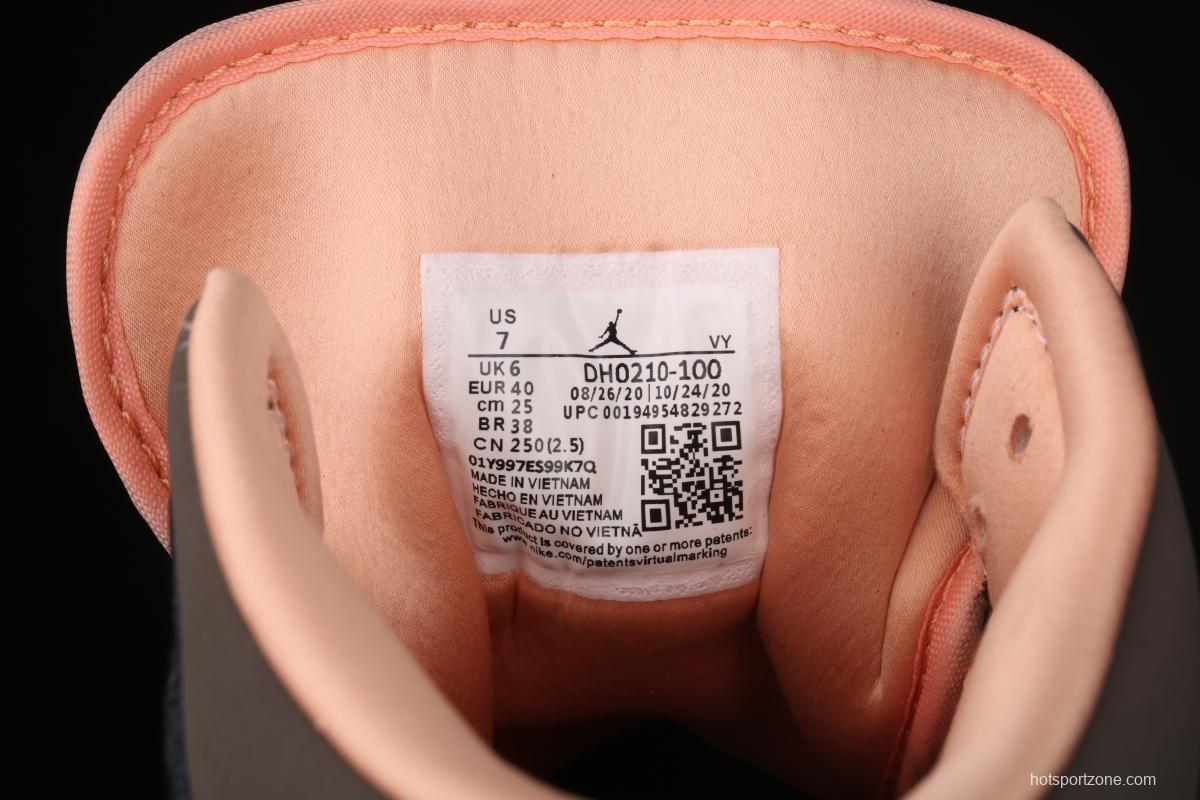 US
7
VY
UK 6
EUR 40
cm 25
BR 38
CN 250(2.5)
DH0210-100
08/26/20 | 10/24/20
UPC 00194954829272
01Y997ES99K7Q
MADE IN VIETNAM
HECHO EN VIETNAM
FABRIQUE AU VIETNAM
FABRICADO NO VIETNÃ
This product is covered by one or more patents:
www.nike.com/patentsvirtualmarking
hotsportzone.com